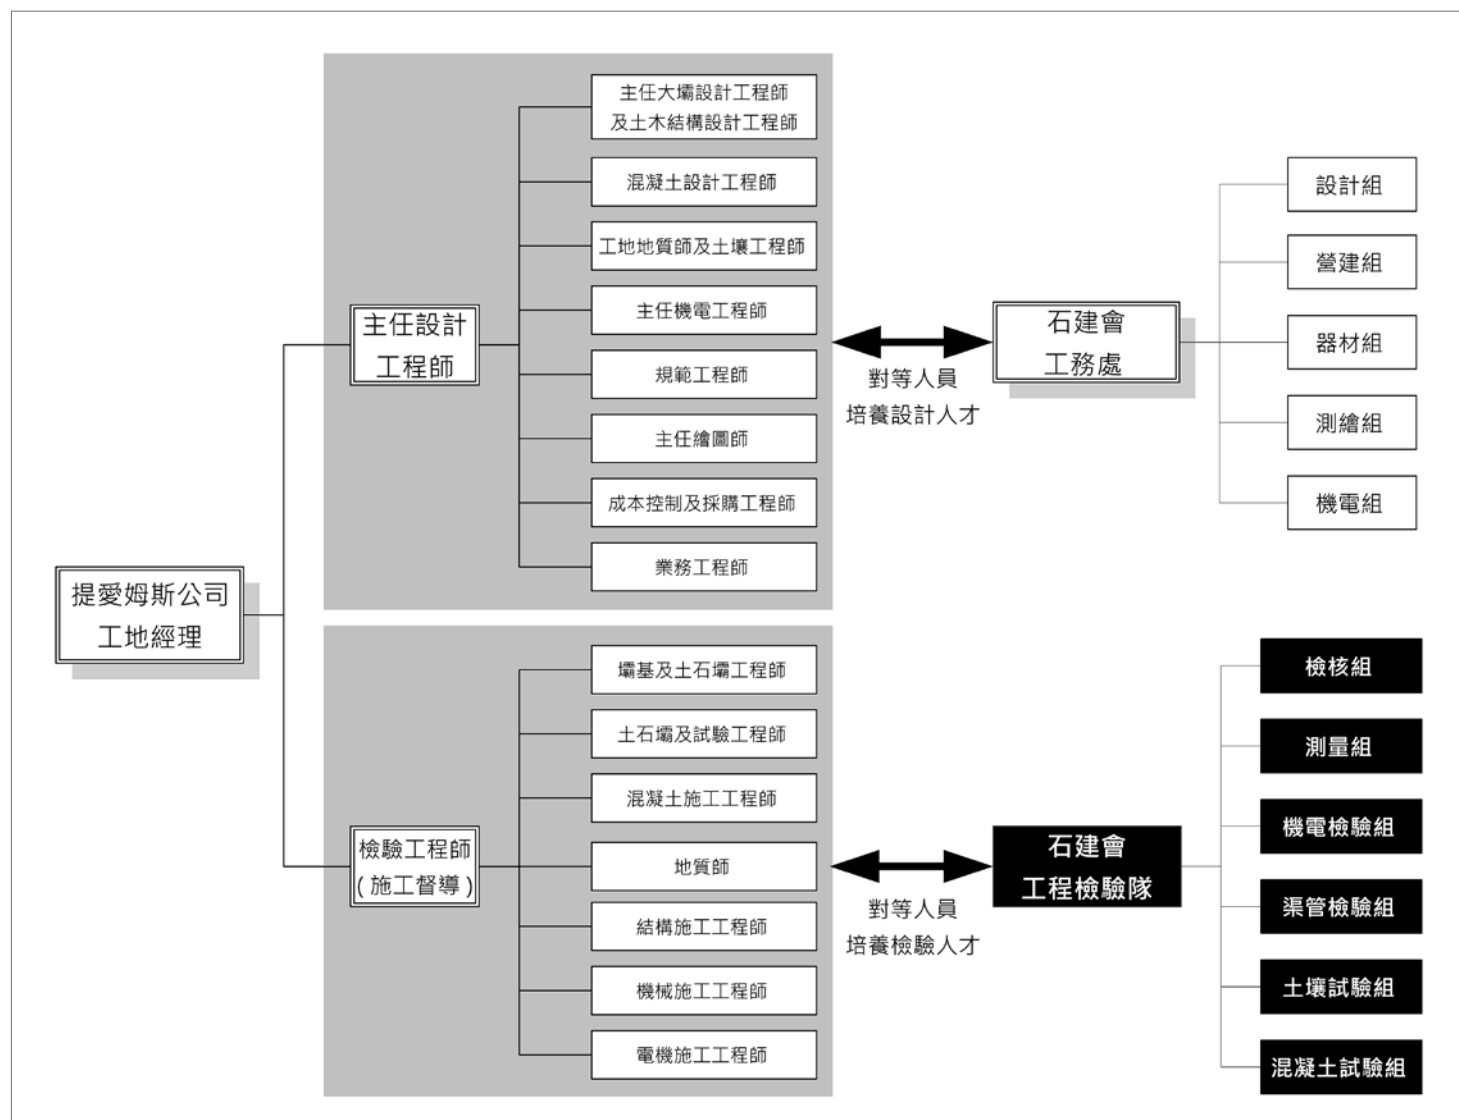 提愛姆斯公司
工地經理
主任設計
工程師
主任大壩設計工程師
及土木結構設計工程師
混凝土設計工程師
工地地質師及土壤工程師
主任機電工程師
規範工程師
主任繪圖師
成本控制及採購工程師
業務工程師
對等人員
培養設計人才
石建會
工務處
設計組
營建組
器材組
測繪組
機電組
檢驗工程師
(施工督導)
壩基及土石壩工程師
土石壩及試驗工程師
混凝土施工工程師
地質師
結構施工工程師
機械施工工程師
電機施工工程師
對等人員
培養檢驗人才
石建會
工程檢驗隊
檢核組
測量組
機電檢驗組
渠管檢驗組
土壤試驗組
混凝土試驗組